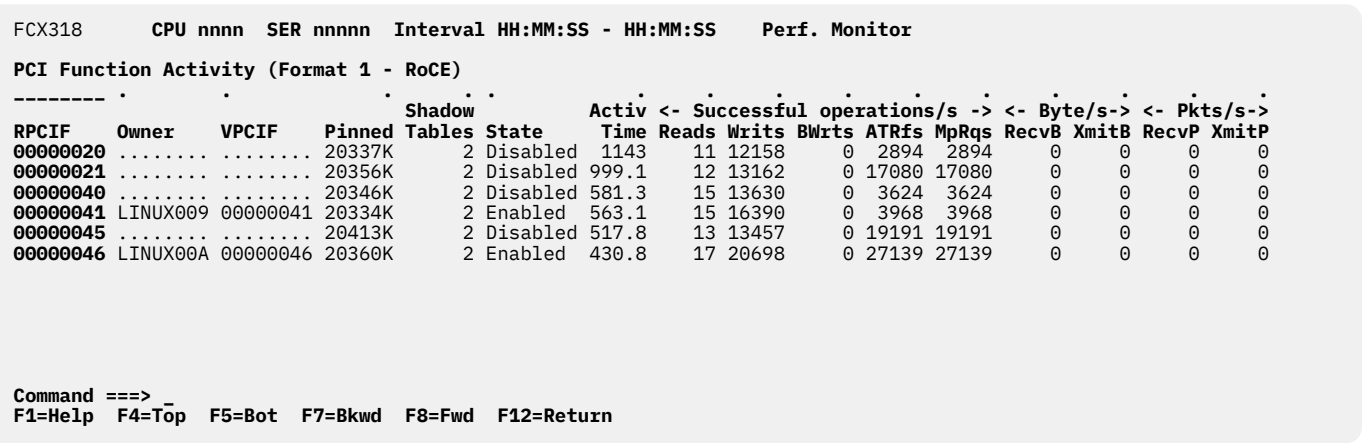 FCX318      CPU nnnn  SER nnnnn  Interval HH:MM:SS - HH:MM:SS    Perf. Monitor
PCI Function Activity (Format 1 - RoCE)
________ .        .             .      . .            .     .     .     .     .     .     .     .     .     .
                                  Shadow            Activ <- Successful operations/s -> <- Byte/s-> <- Pkts/s->
RPCIF    Owner    VPCIF    Pinned Tables State     Time Reads Writs BWrts ATRfs MpRqs RecvB XmitB RecvP XmitP
00000020 ........ ........ 20337K      2 Disabled  1143    11 12158     0  2894  2894     0     0     0     0
00000021 ........ ........ 20356K      2 Disabled 999.1    12 13162     0 17080 17080     0     0     0     0
00000040 ........ ........ 20346K      2 Disabled 581.3    15 13630     0  3624  3624     0     0     0     0
00000041 LINUX009 00000041 20334K      2 Enabled  563.1    15 16390     0  3968  3968     0     0     0     0
00000045 ........ ........ 20413K      2 Disabled 517.8    13 13457     0 19191 19191     0     0     0     0
00000046 LINUX00A 00000046 20360K      2 Enabled  430.8    17 20698     0 27139 27139     0     0     0     0
Command ===> _
F1=Help  F4=Top  F5=Bot  F7=Bkwd  F8=Fwd  F12=Return